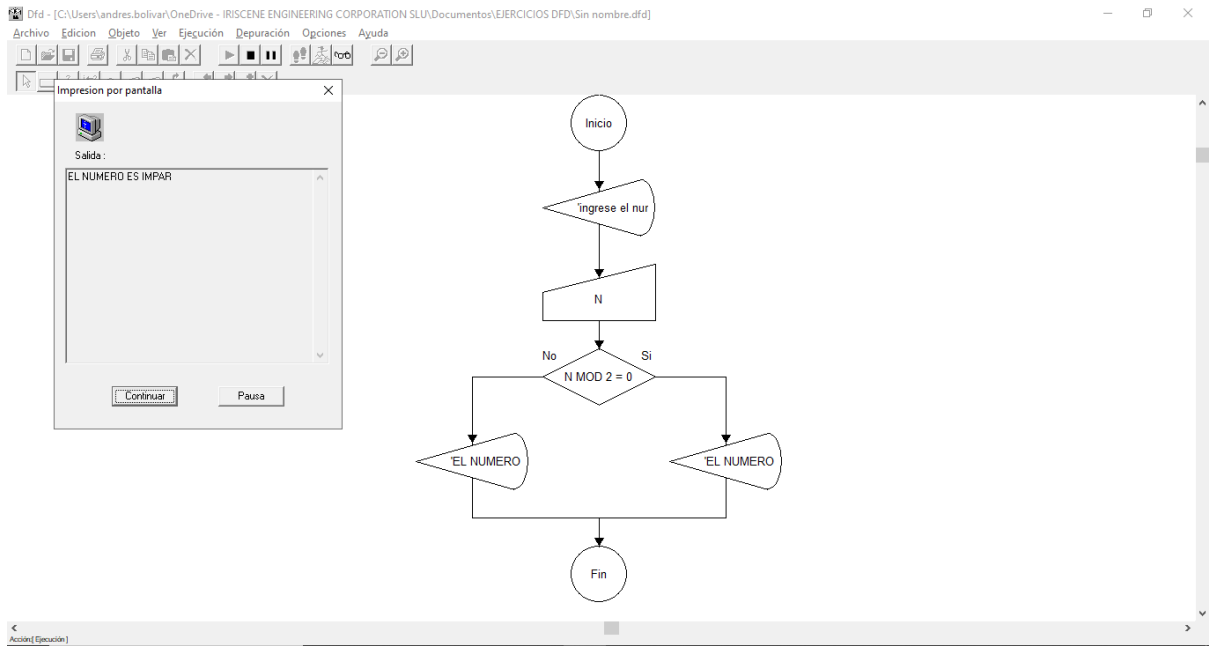 Dfd - [C:\Users\andres.bolivar\OneDrive - IRISCENE ENGINEERING CORPORATION SLU\Documentos\EJERCICIOS DFD\Sin nombre.dfd]
Archivo Edicion Objeto Ver Ejecución Depuración Opciones Ayuda
Impresion por pantalla
Salida :
EL NUMERO ES IMPAR
Continuar Pausa
Inicio
'ingrese el nur
N
No Si
N MOD 2 = 0
'EL NUMERO 'EL NUMERO
Fin
Acción:[ Ejecución ]